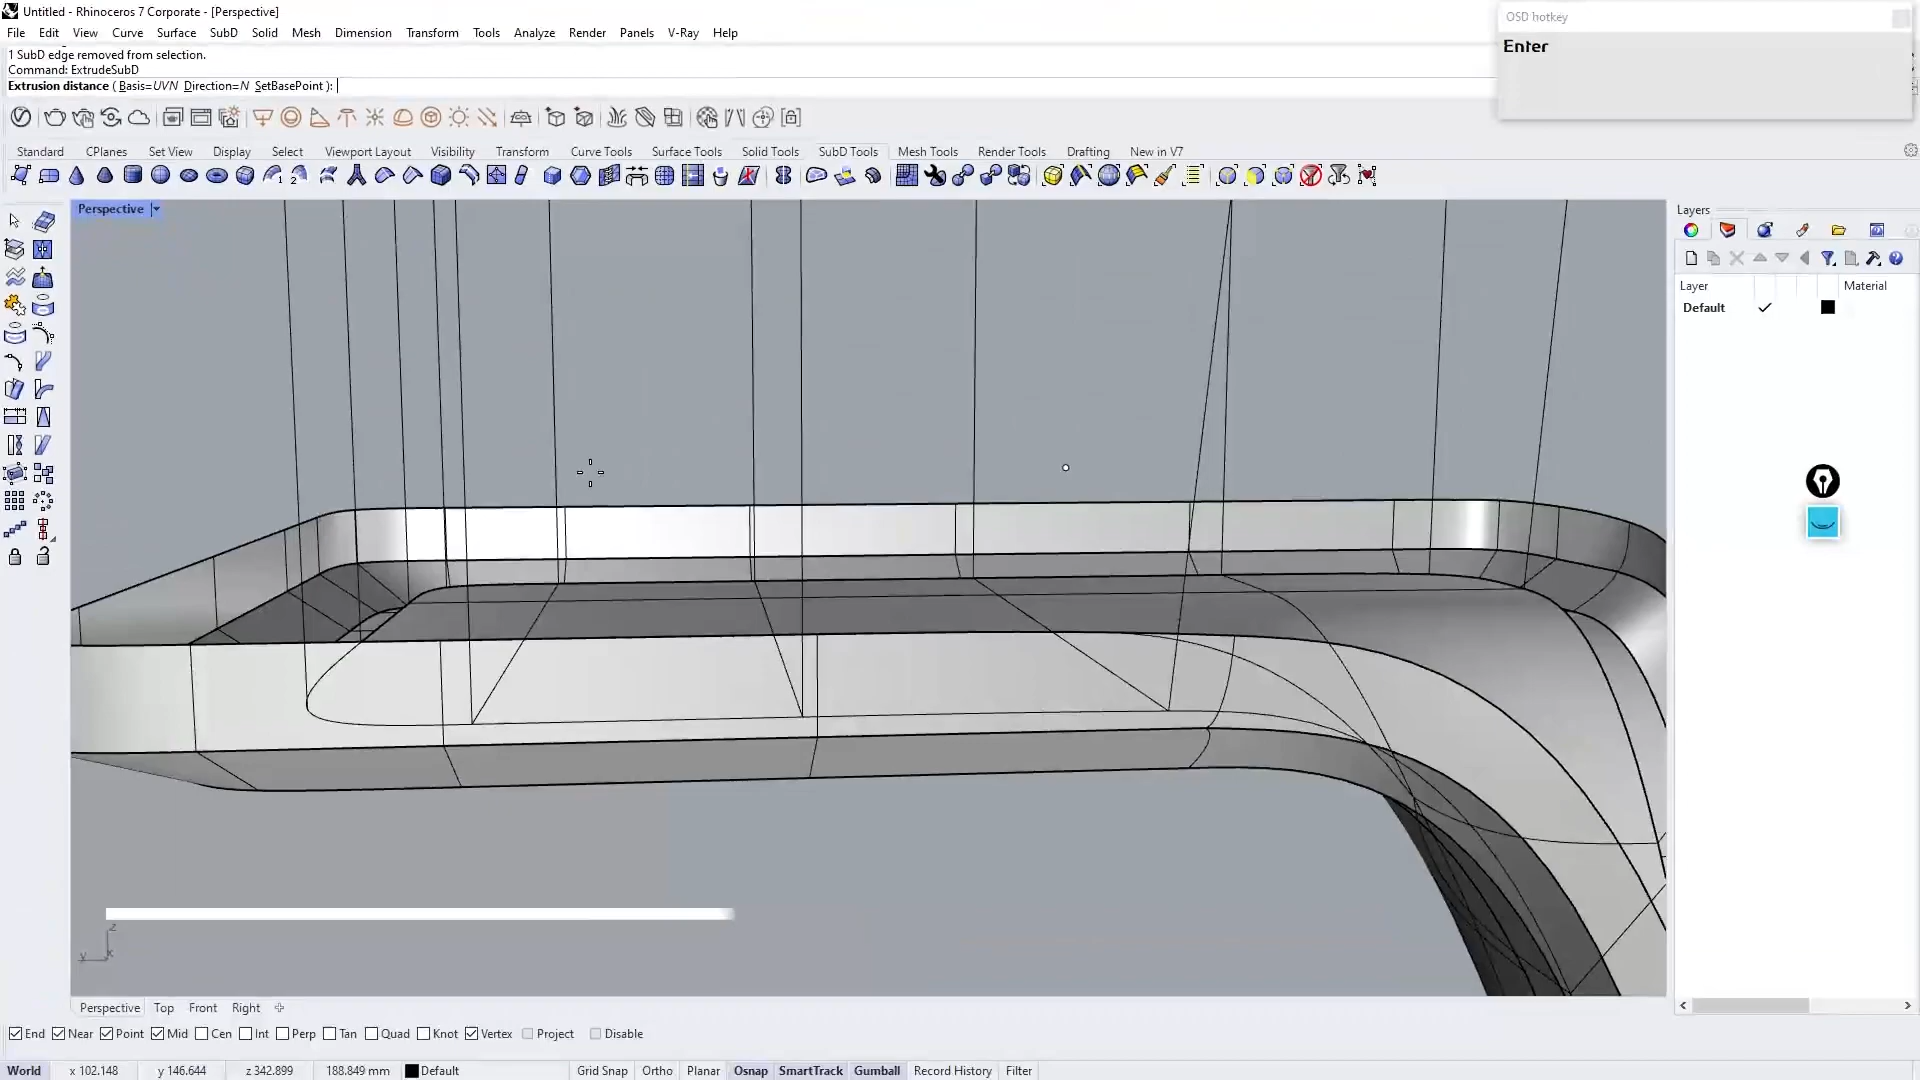 Untitled - Rhinoceros 7 Corporate - [Perspective]
OSD hotkey
File Edit View Curve Surface SubD Solid Mesh Dimension Transform Tools Analyze Render Panels V-Ray Help
Enter
1 SubD edge removed from selection.
Command: ExtrudeSubD
Extrusion distance ( Basis=UVN Direction=N SetBasePoint ):
Standard CPlanes Set View Display Select Viewport Layout Visibility Transform Curve Tools Surface Tools Solid Tools SubD Tools Mesh Tools Render Tools Drafting New in V7
Perspective
Layers
Layer Material
Default
z
y x
Perspective Top Front Right
End Near Point Mid Cen Int Perp Tan Quad Knot Vertex Project Disable
World x 102.148 y 146.644 z 342.899 188.849 mm Default Grid Snap Ortho Planar Osnap SmartTrack Gumball Record History Filter